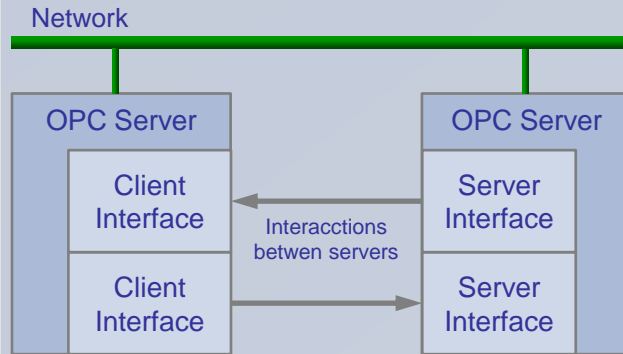 Network
OPC Server
OPC Server
Client
Interface
Server
Interface
Interacctions
betwen servers
Client
Interface
Server
Interface